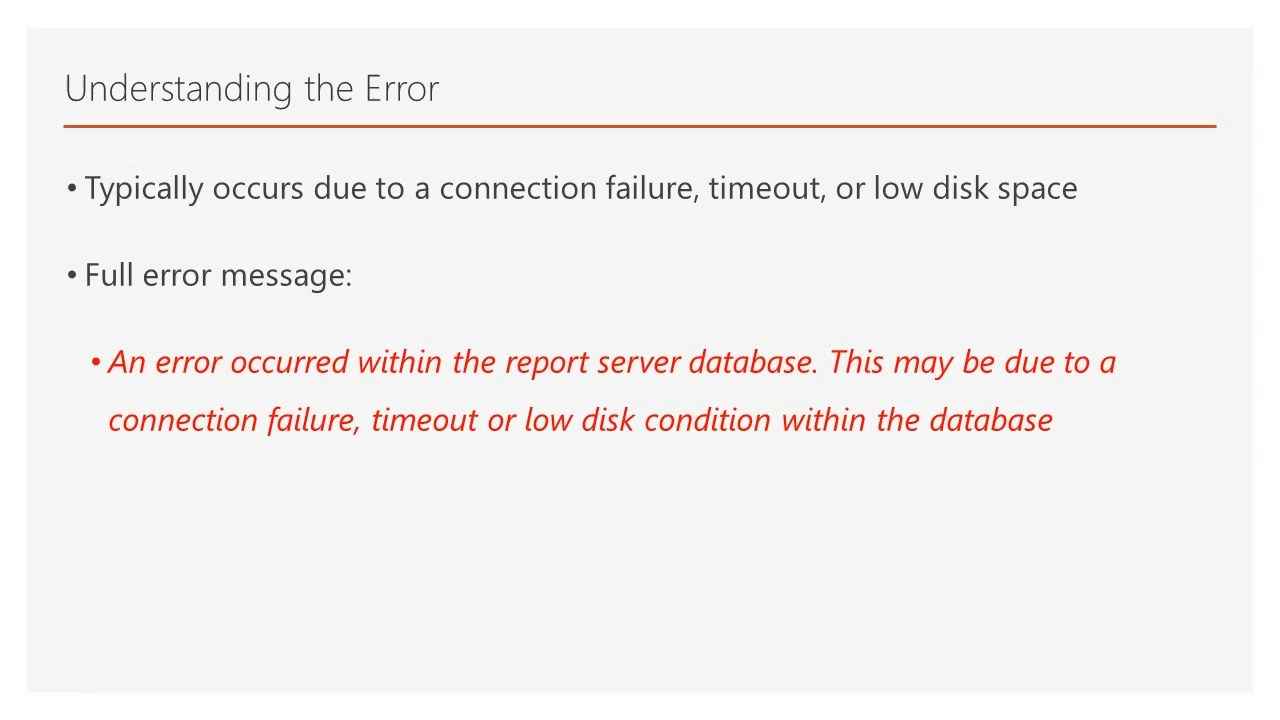 Understanding the Error
• Typically occurs due to a connection failure, timeout, or low disk space
• Full error message:
• An error occurred within the report server database. This may be due to a
connection failure, timeout or low disk condition within the database